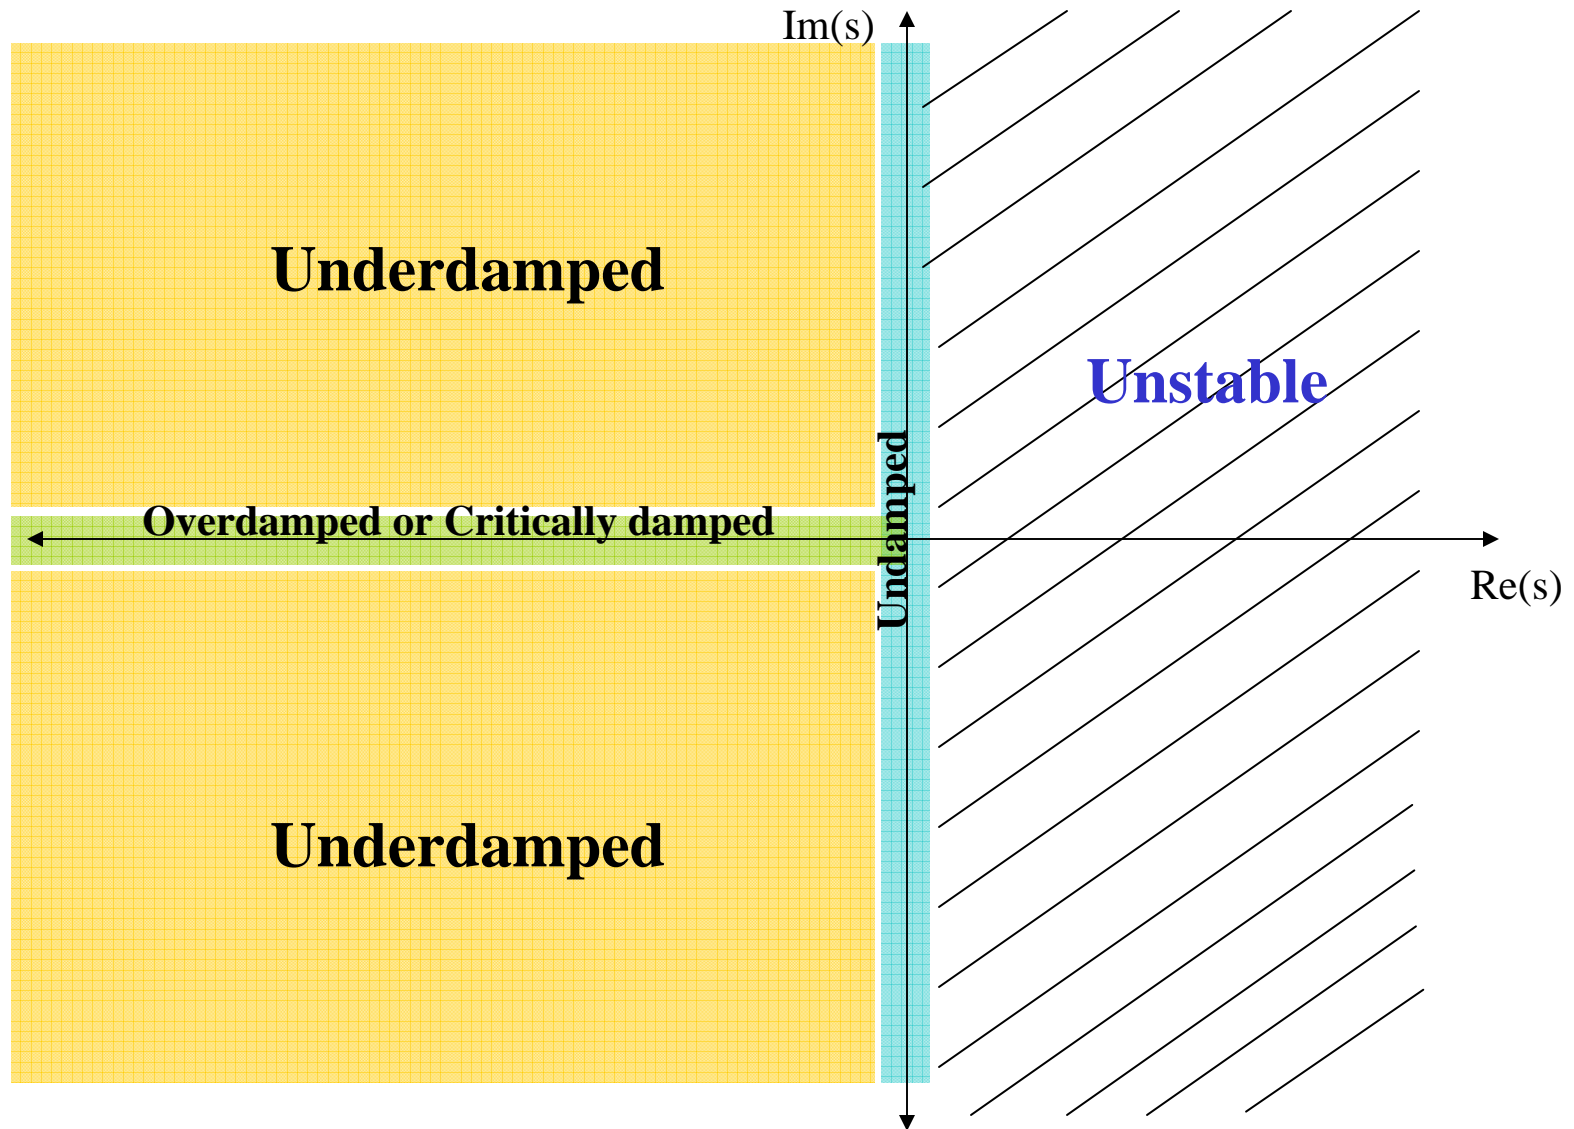 Im(s)
Underdamped
Unstable
Undamped
Overdamped or Critically damped
Re(s)
Underdamped